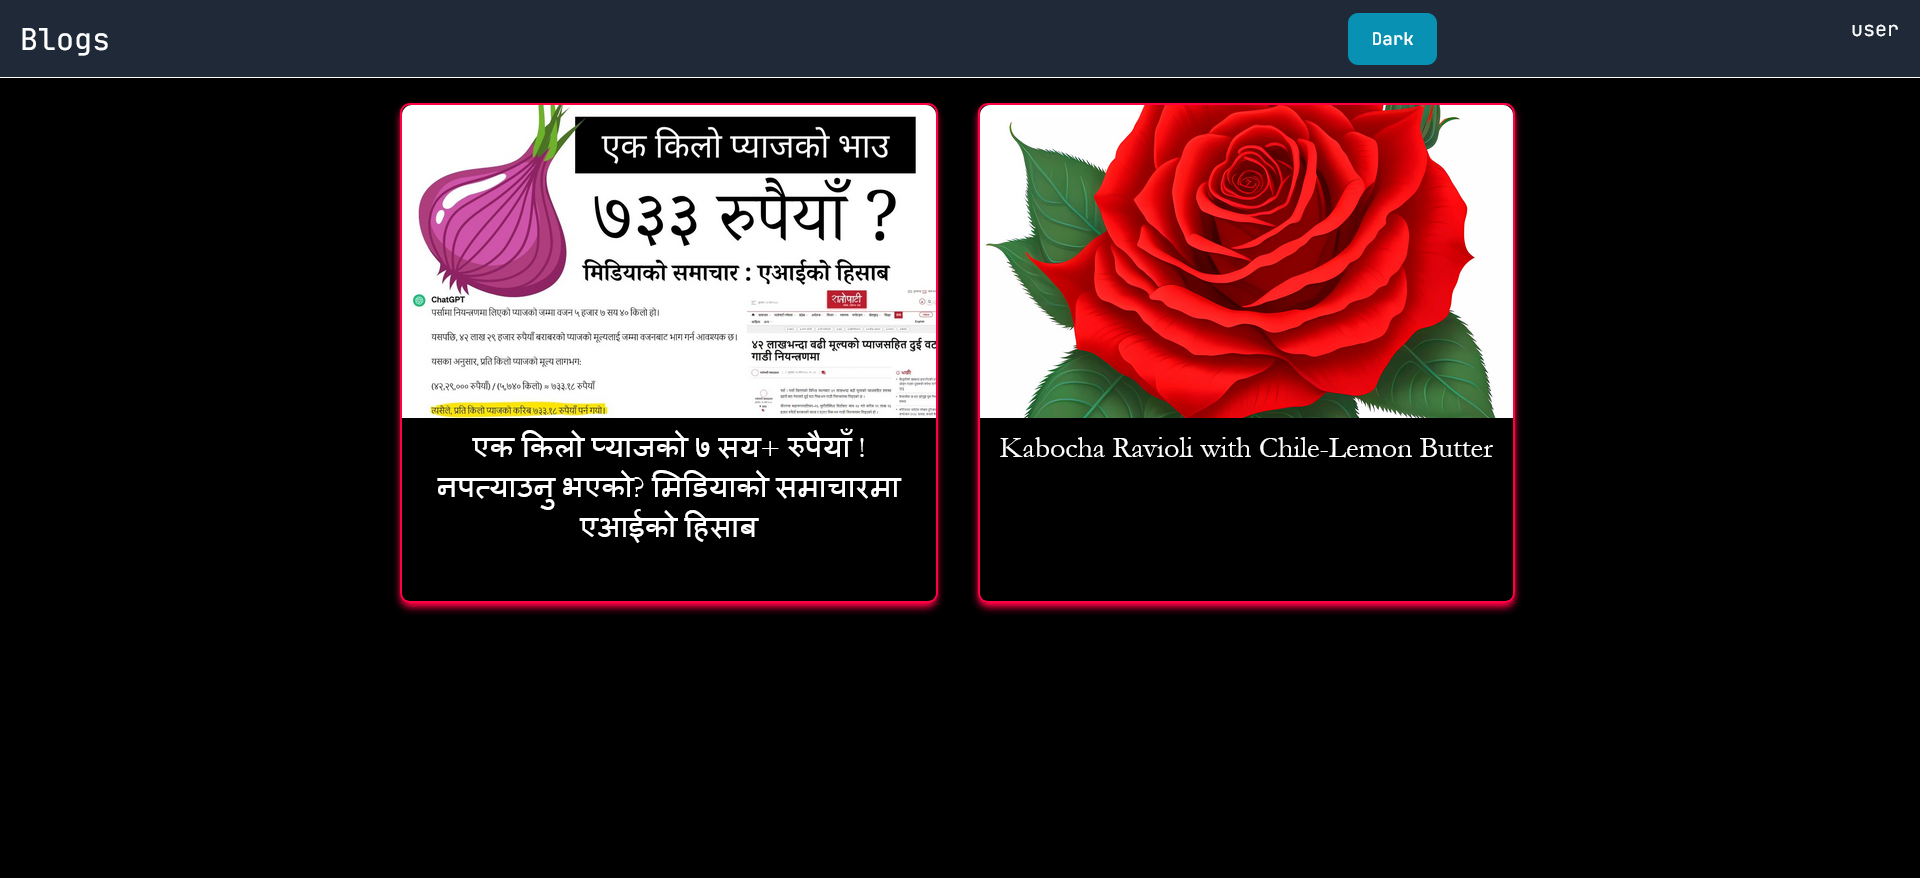 Blogs
Dark
user
एक किलो प्याजको भाउ
७३३ रुपैयाँ ?
मिडियाको समाचार : एआईको हिसाब
ChatGPT
पर्सामा नियन्त्रणमा लिएको प्याजको जम्मा वजन ५ हजार ७ सय ४० किलो हो।
यसपछि, ४२ लाख २९ हजार रुपैयाँ बराबरको प्याजको मूल्यलाई जम्मा वजनबाट भाग गर्न आवश्यक छ।
यसका अनुसार, प्रति किलो प्याजको मूल्य लागभग:
(४२,२९,००० रुपैयाँ) / (५,७४० किलो) ≈ ७३३.१८ रुपैयाँ
त्यसैले, प्रति किलो प्याजको करिब ७३३.१८ रुपैयाँ पर्न गयो।
रातोपाटी
४२ लाखभन्दा वढी मूल्यको प्याजसहित दुई वट
गाडी नियन्त्रणमा
एक किलो प्याजको ७ सय+ रुपैयाँ !
नपत्याउनु भएको? मिडियाको समाचारमा
एआईको हिसाब
Kabocha Ravioli with Chile-Lemon Butter